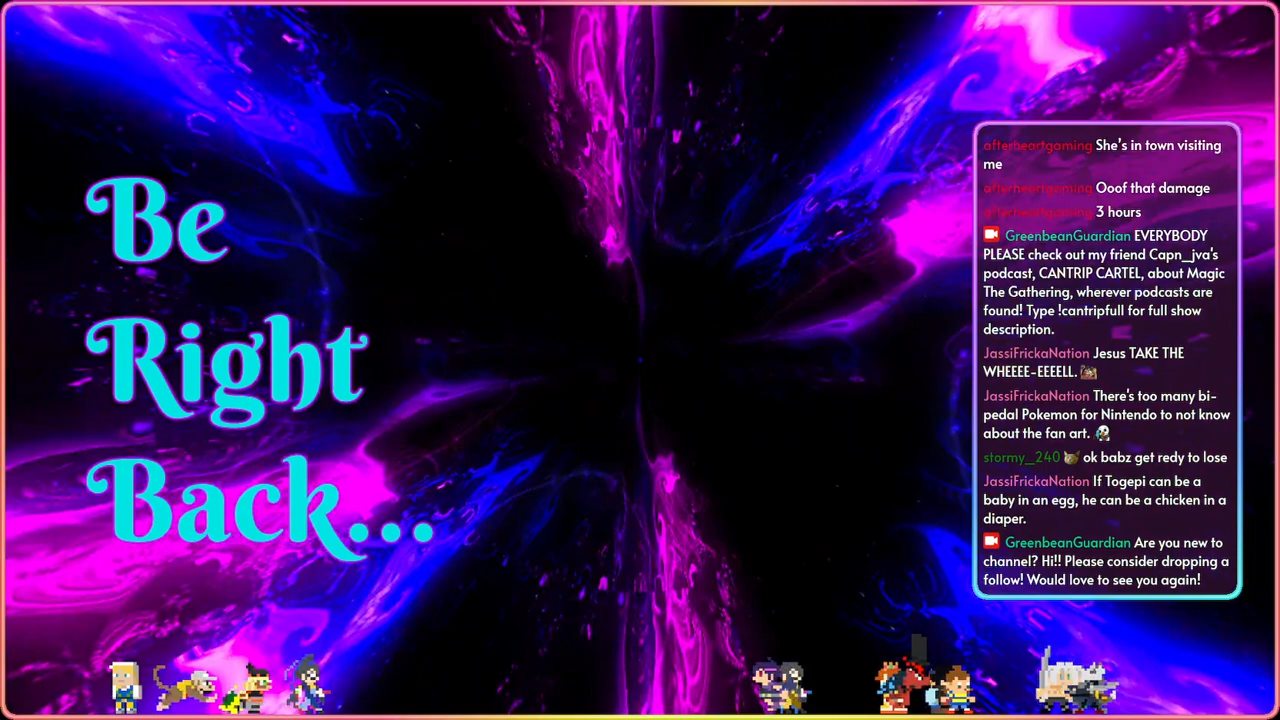 Be
Right
Back...
afterheartgaming She's in town visiting
me
afterheartgaming Ooof that damage
afterheartgaming 3 hours
GreenbeanGuardian EVERYBODY
PLEASE check out my friend Capn_jva's
podcast, CANTRIP CARTEL, about Magic
The Gathering, wherever podcasts are
found! Type !cantripfull for full show
description.
JassiFrickaNation Jesus TAKE THE
WHEEEE-EEEELL.
JassiFrickaNation There's too many bi-
pedal Pokemon for Nintendo to not know
about the fan art.
stormy_240 ok babz get redy to lose
JassiFrickaNation If Togepi can be a
baby in an egg, he can be a chicken in a
diaper.
GreenbeanGuardian Are you new to
channel? Hi!! Please consider dropping a
follow! Would love to see you again!